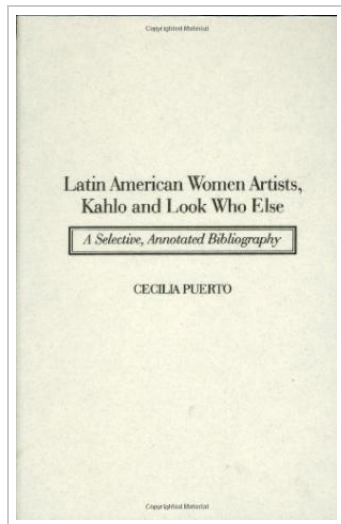 Copyrighted Material
Latin American Women Artists,
Kahlo and Look Who Else
A Selective, Annotated Bibliography
CECILIA PUERTO
Copyrighted Material